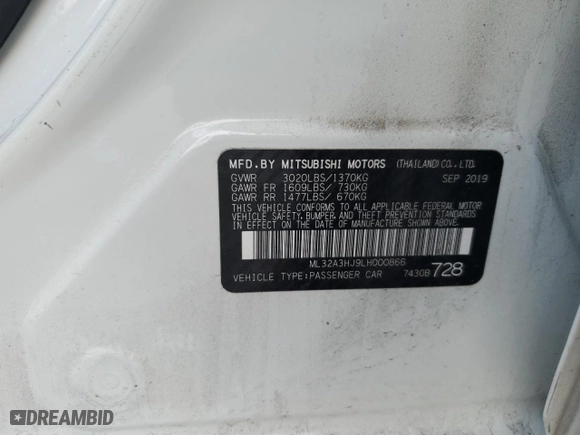 MFD.BY MITSUBISHI MOTORS (THAILAND) CO., LTD.
GVWR 3020LBS/1370KG SEP 2019
GAWR FR 1609LBS/ 730KG
GAWR RR 1477LBS/ 670KG
THIS VEHICLE CONFORMS TO ALL APPLICABLE FEDERAL MOTOR
VEHICLE SAFETY, BUMPER, AND THEFT PREVENTION STANDARDS
IN EFFECT ON THE DATE OF MANUFACTURE SHOWN ABOVE.
ML32A3HJ9LH000866
VEHICLE TYPE:PASSENGER CAR 7430B 728
DREAMBID